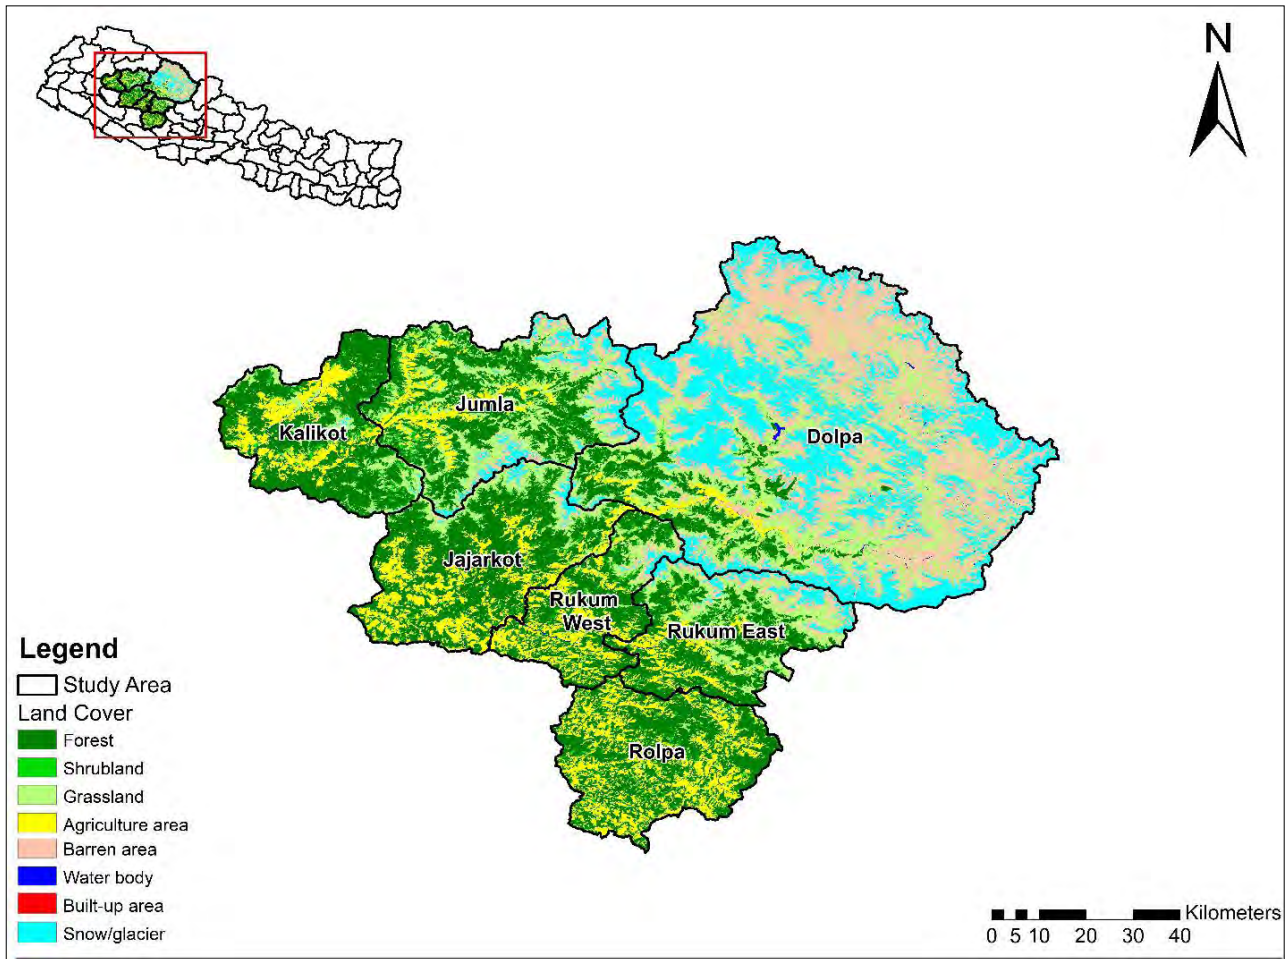 N
Jumla
Kalikot
Dolpa
Jajarkot
Rukum
West
Rukum East
Rolpa
Legend
Study Area
Land Cover
Forest
Shrubland
Grassland
Agriculture area
Barren area
Water body
Built-up area
Snow/glacier
Kilometers
0 5 10 20 30 40